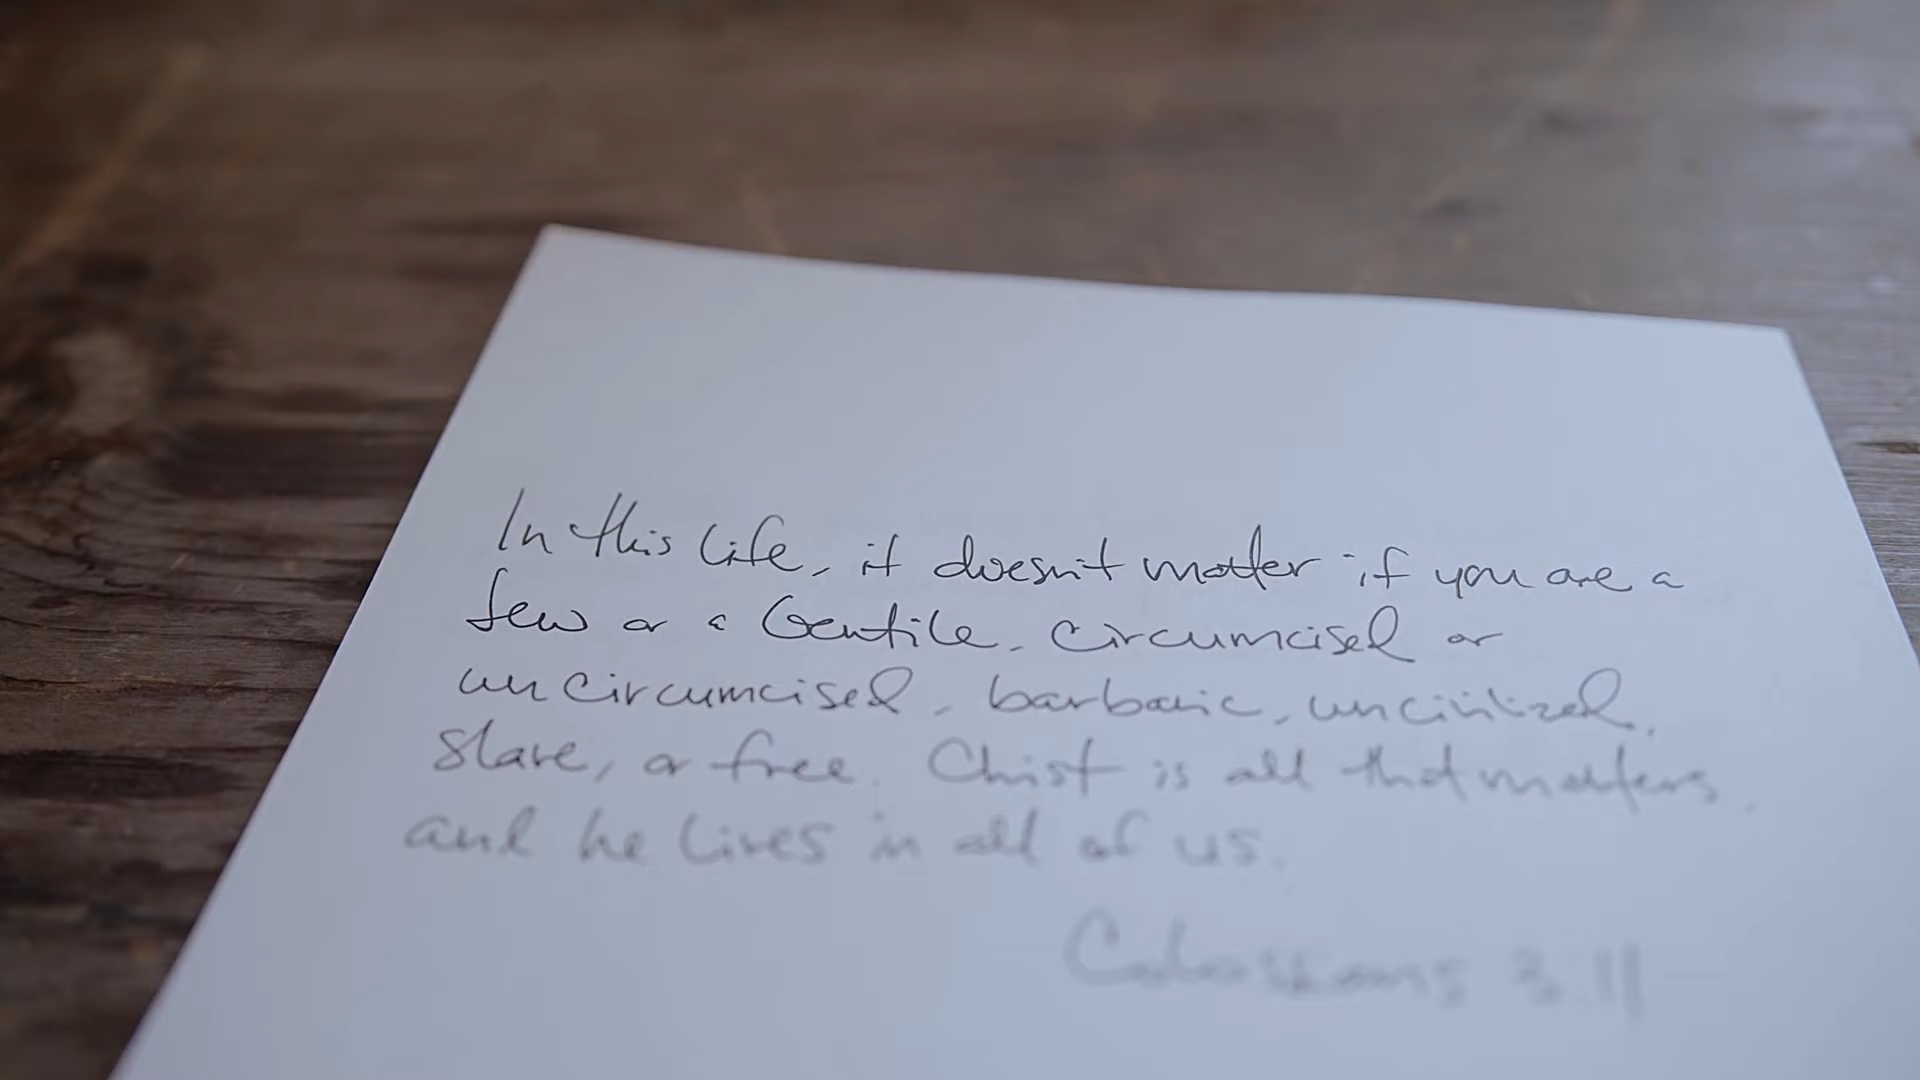 In this life, it doesn't matter if you are a
Jew or a Gentile, circumcised or
uncircumcised, barbaric, uncivilized,
slave, or free. Christ is all that matters,
and he lives in all of us.
Colossians 3:11